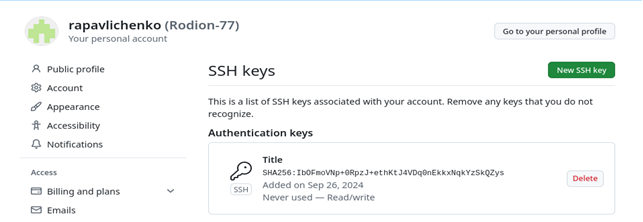 rapavlichenko (Rodion-77)
Your personal account
Go to your personal profile
Public profile
Account
Appearance
Accessibility
Notifications
Access
Billing and plans
Emails
SSH keys
New SSH key
This is a list of SSH keys associated with your account. Remove any keys that you do not
recognize.
Authentication keys
Title
SHA256:IbOFmoVNp+0RpzJ+ethKtJ4VDq0nEkkxNqkYzSkQZys
Added on Sep 26, 2024
Never used — Read/write
SSH
Delete